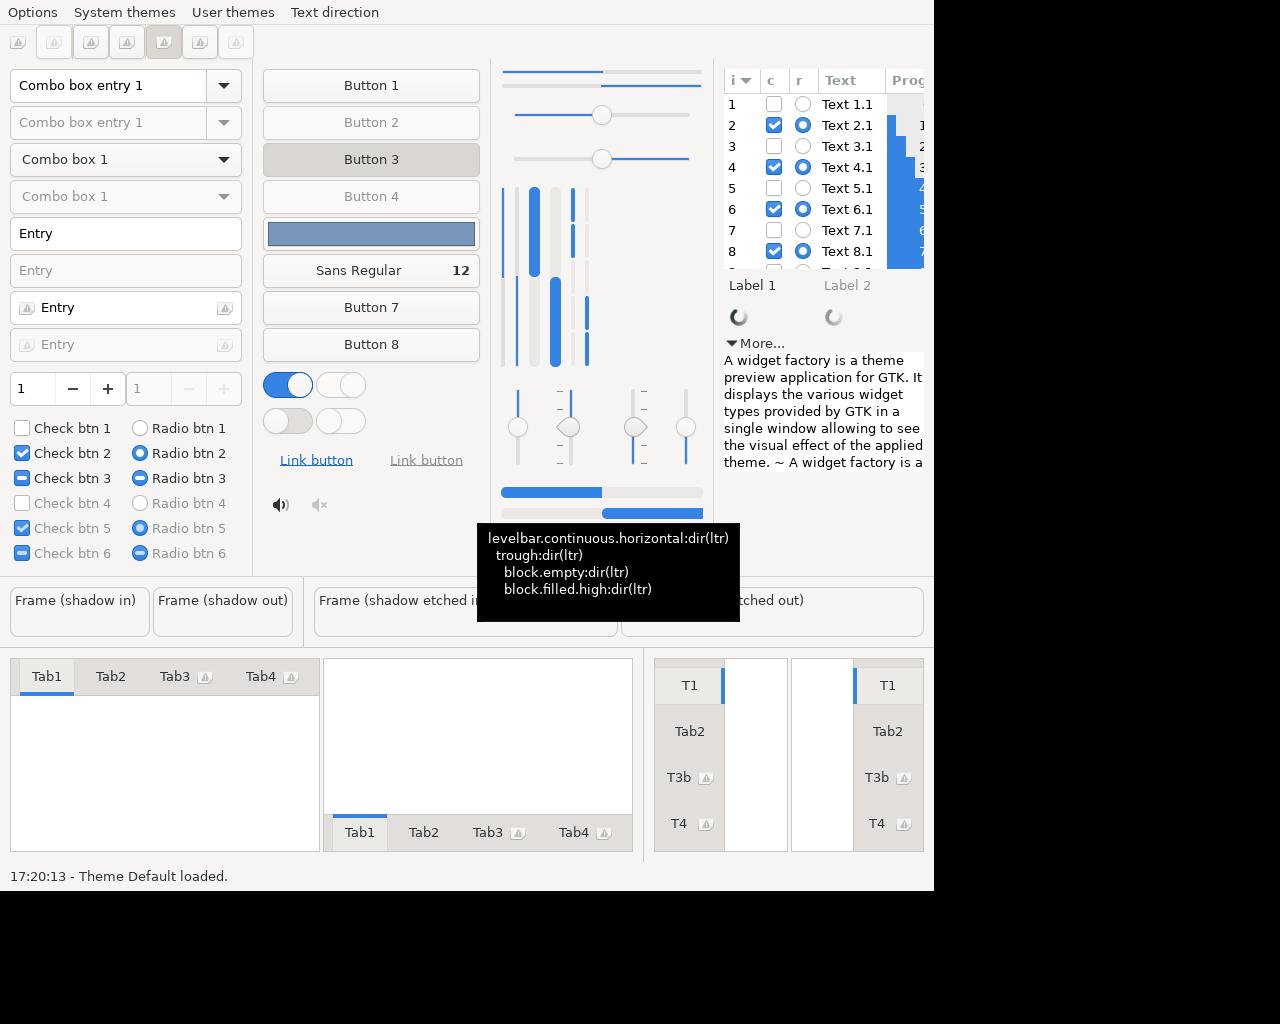 Options System themes User themes Text direction
Combo box entry 1
Combo box entry 1
Combo box 1
Combo box 1
Entry
Entry
Entry
Entry
1 1
Check btn 1 Radio btn 1
Check btn 2 Radio btn 2
Check btn 3 Radio btn 3
Check btn 4 Radio btn 4
Check btn 5 Radio btn 5
Check btn 6 Radio btn 6
Button 1
Button 2
Button 3
Button 4
Sans Regular 12
Button 7
Button 8
Link button Link button
i c r Text Prog
1 Text 1.1
2 Text 2.1
3 Text 3.1
4 Text 4.1
5 Text 5.1
6 Text 6.1
7 Text 7.1
8 Text 8.1
Label 1 Label 2
More...
A widget factory is a theme
preview application for GTK. It
displays the various widget
types provided by GTK in a
single window allowing to see
the visual effect of the applied
theme. ~ A widget factory is a
levelbar.continuous.horizontal:dir(ltr)
trough:dir(ltr)
block.empty:dir(ltr)
block.filled.high:dir(ltr)
Frame (shadow in) Frame (shadow out) Frame (shadow etched out)
Tab1 Tab2 Tab3 Tab4
Tab1 Tab2 Tab3 Tab4
T1
Tab2
T3b
T4
T1
Tab2
T3b
T4
17:20:13 - Theme Default loaded.